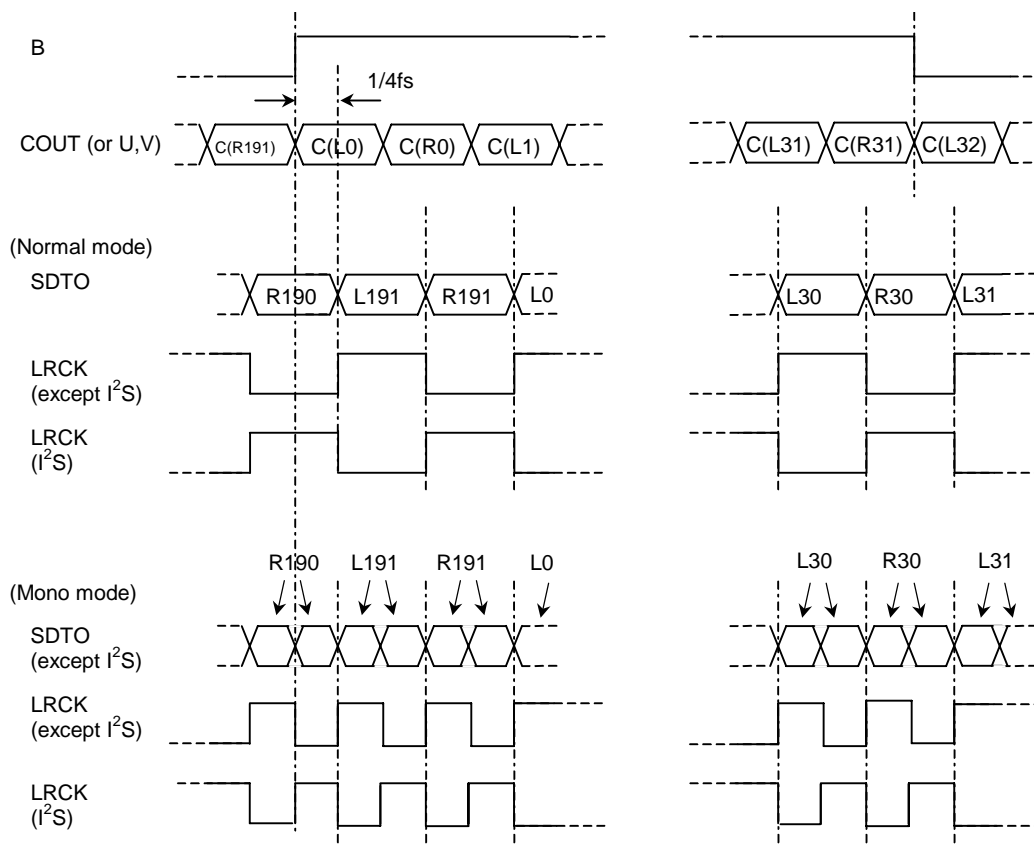 B
1/4fs
COUT (or U,V)
C(R191) C(L0) C(R0) C(L1) C(L31) C(R31) C(L32)
(Normal mode)
SDTO
R190 L191 R191 L0 L30 R30 L31
LRCK
(except I²S)
LRCK
(I²S)
R190 L191 R191 L0 L30 R30 L31
(Mono mode)
SDTO
(except I²S)
LRCK
(except I²S)
LRCK
(I²S)